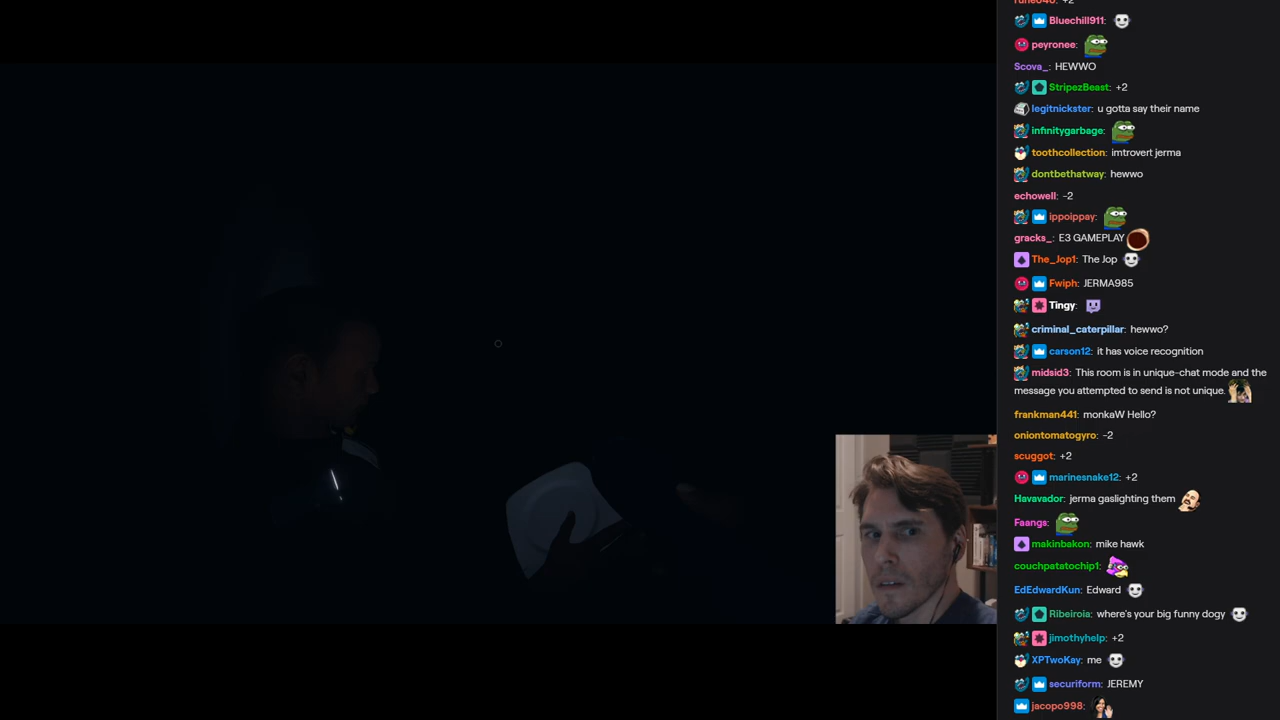 rune648: +2
Bluechill911:
peyronee:
Scova_: HEWWO
StripezBeast: +2
legitnickster: u gotta say their name
infinitygarbage:
toothcollection: imtrovert jerma
dontbethatway: hewwo
echowell: -2
ippoippay:
gracks_: E3 GAMEPLAY
The_Jop1: The Jop
Fwiph: JERMA985
Tingy:
criminal_caterpillar: hewwo?
carson12: it has voice recognition
midsid3: This room is in unique-chat mode and the
message you attempted to send is not unique.
frankman441: monkaW Hello?
oniontomatogyro: -2
scuggot: +2
marinesnake12: +2
Havavador: jerma gaslighting them
Faangs:
makinbakon: mike hawk
couchpatatochip1:
EdEdwardKun: Edward
Ribeiroia: where's your big funny dogy
jimothyhelp: +2
XPTwoKay: me
securiform: JEREMY
jacopo998: